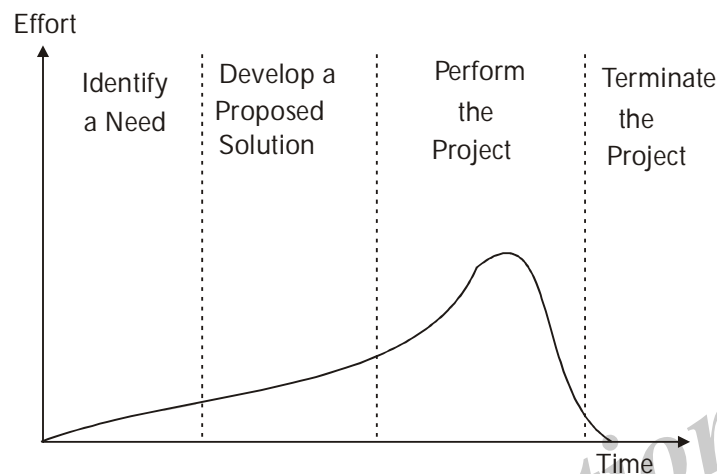 Effort
Identify
a Need
Develop a
Proposed
Solution
Perform
the
Project
Terminate
the
Project
Time